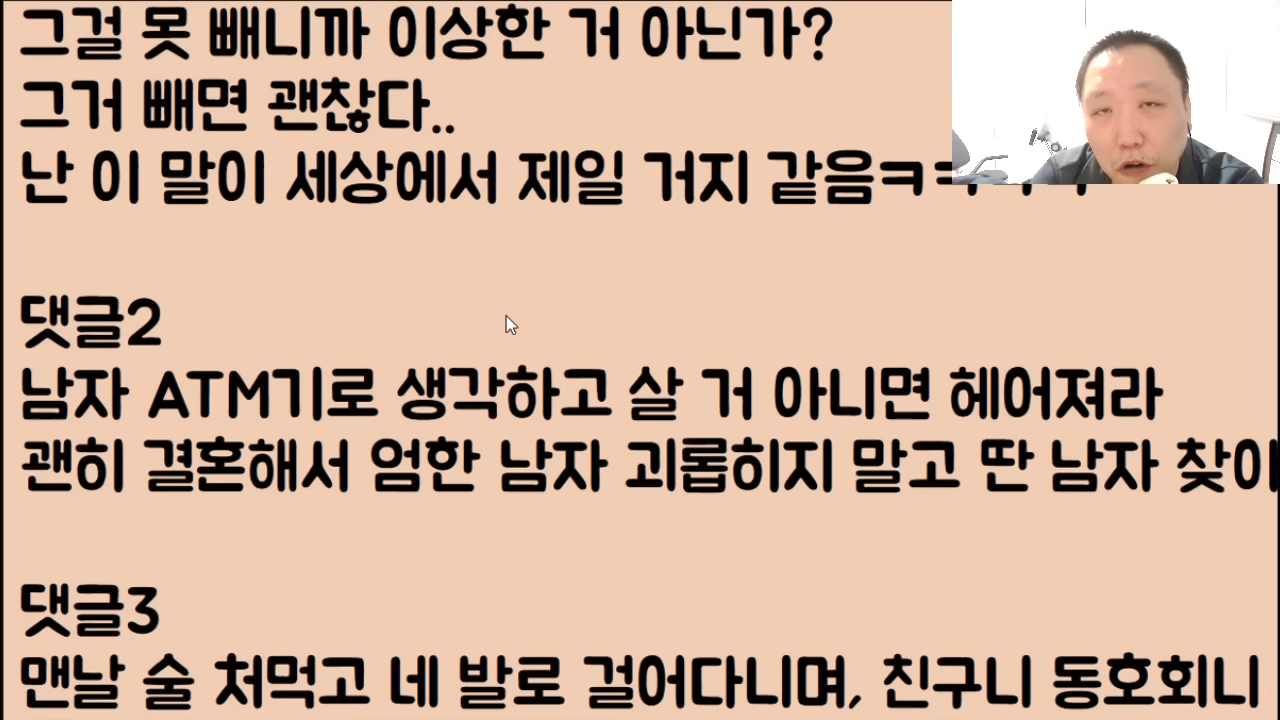 그걸 못 빼니까 이상한 거 아닌가?
그거 빼면 괜찮다..
난 이 말이 세상에서 제일 거지 같음ㅋ
댓글2
남자 ATM기로 생각하고 살 거 아니면 헤어져라
괜히 결혼해서 엄한 남자 괴롭히지 말고 딴 남자 찾아
댓글3
맨날 술 처먹고 네 발로 걸어다니며, 친구니 동호회니